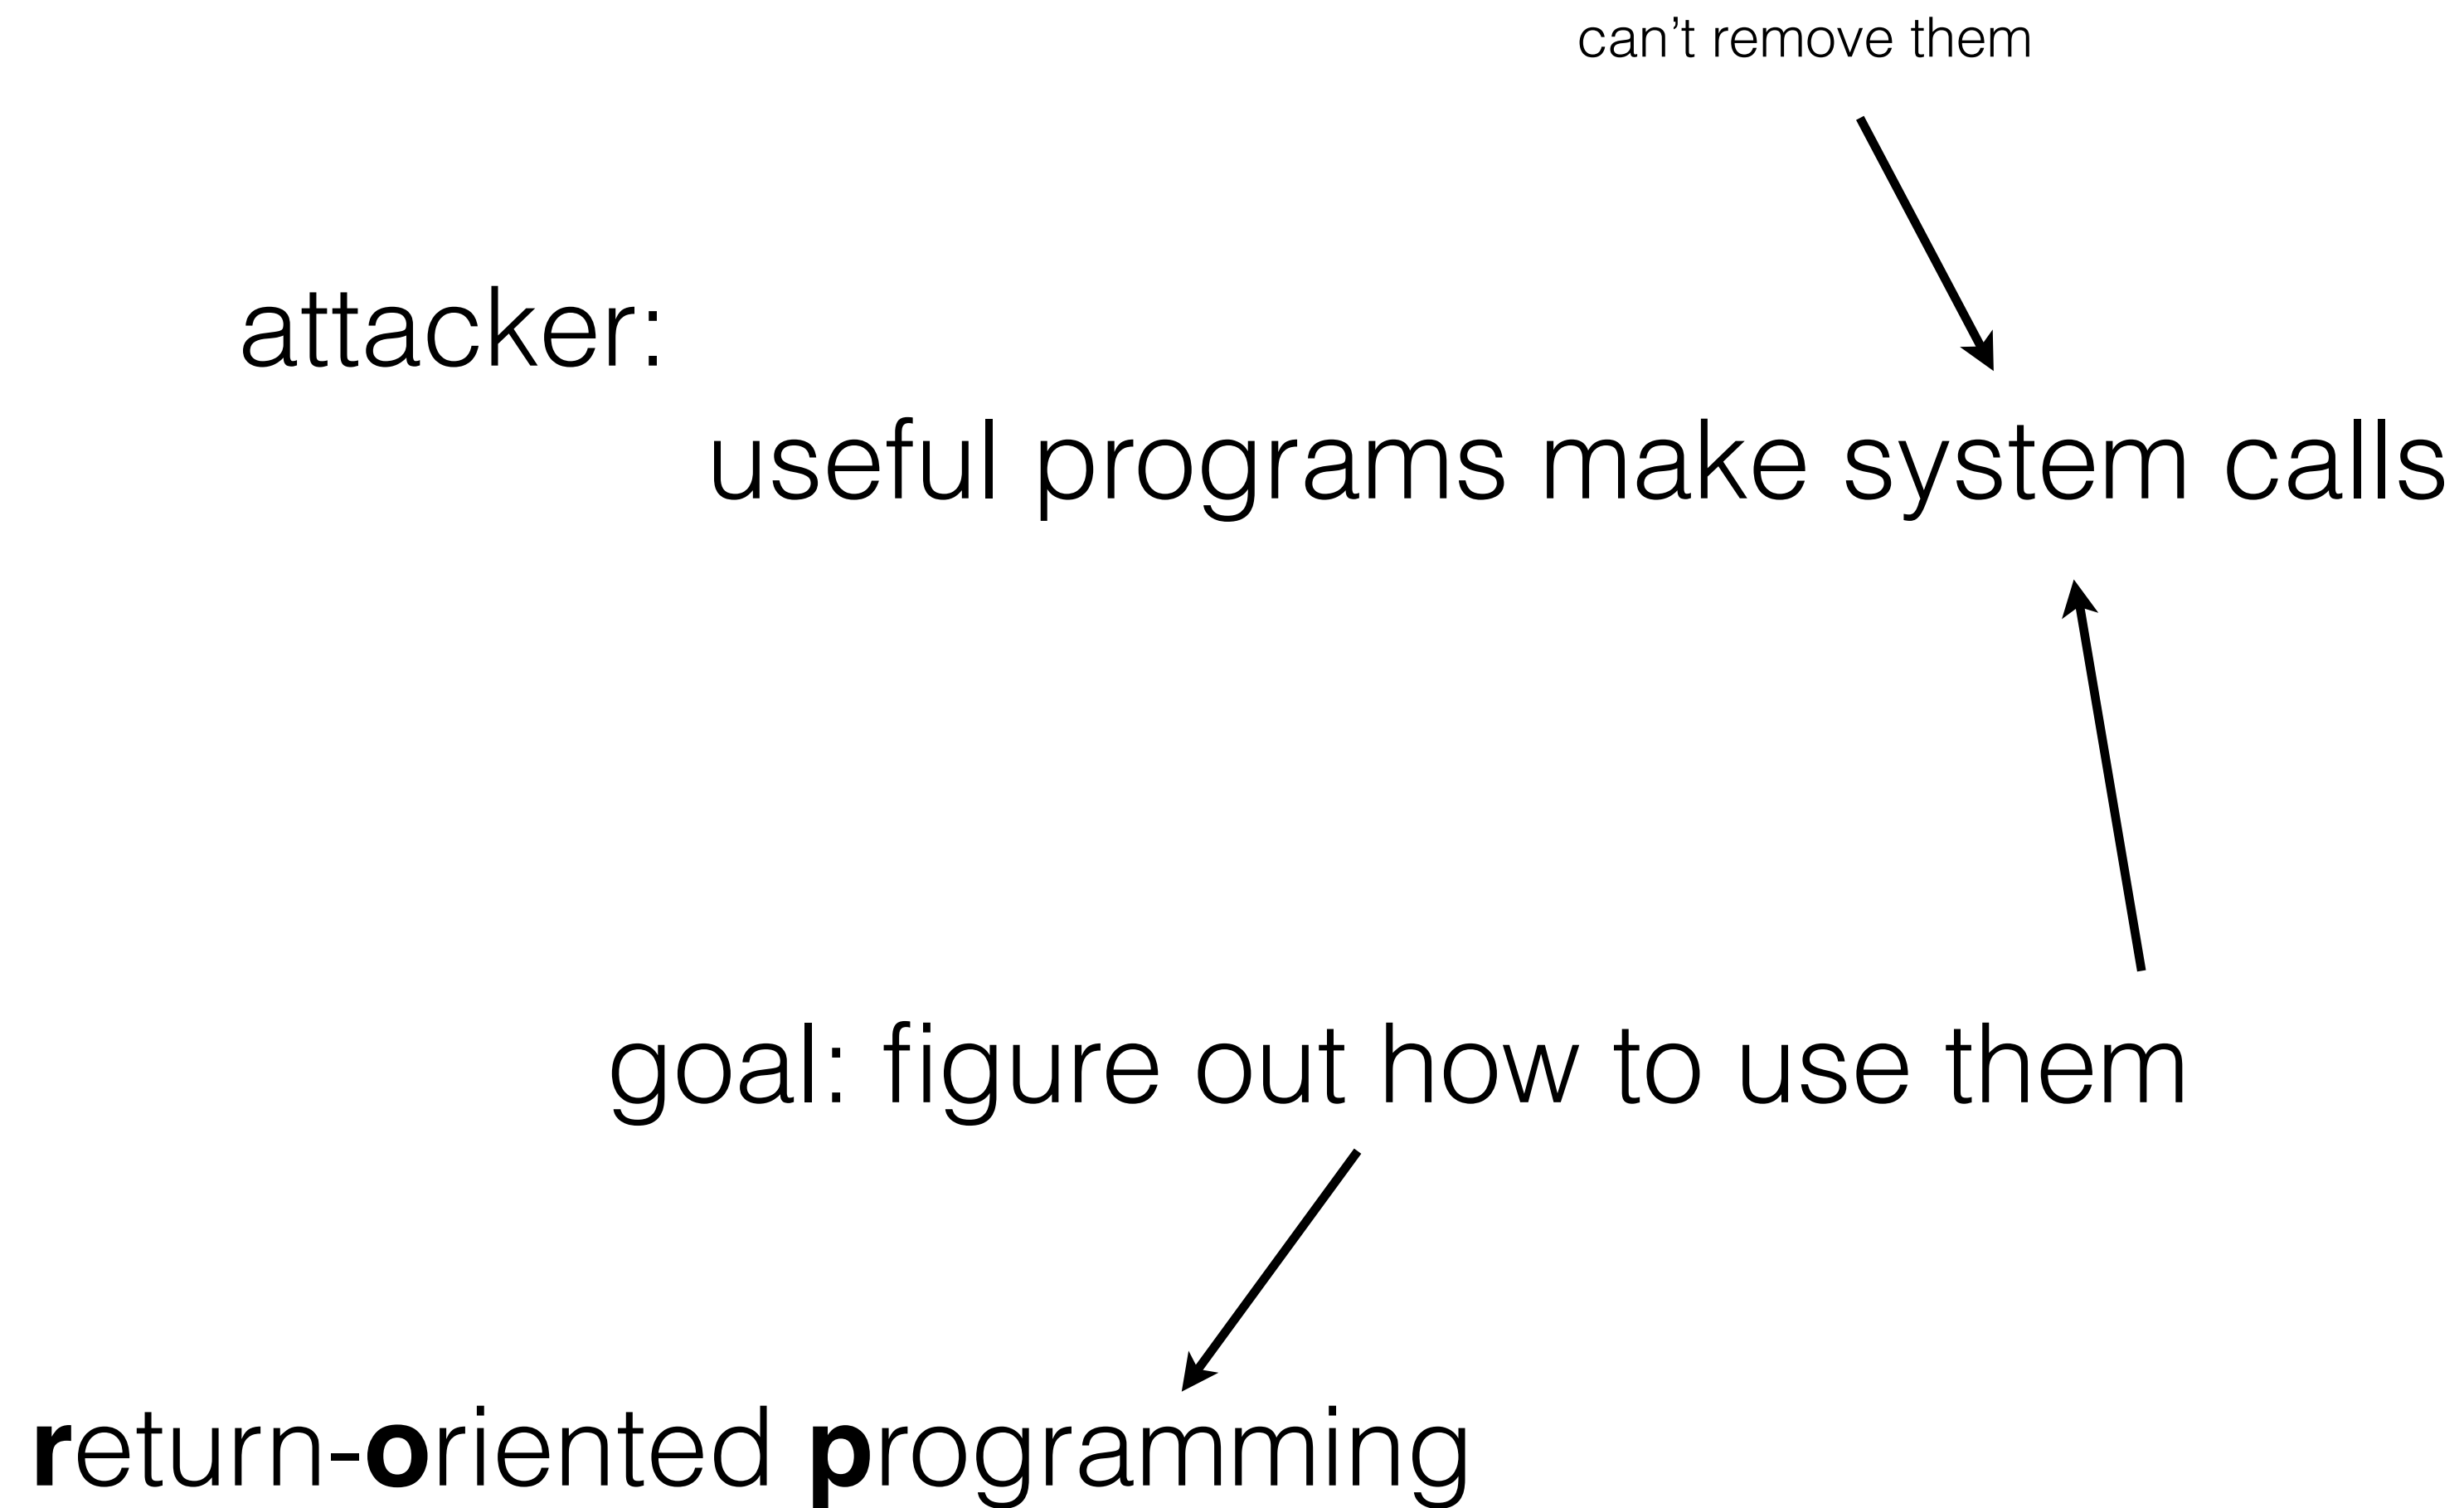 can’t remove them
attacker:
useful programs make system calls
goal: figure out how to use them
return-oriented programming